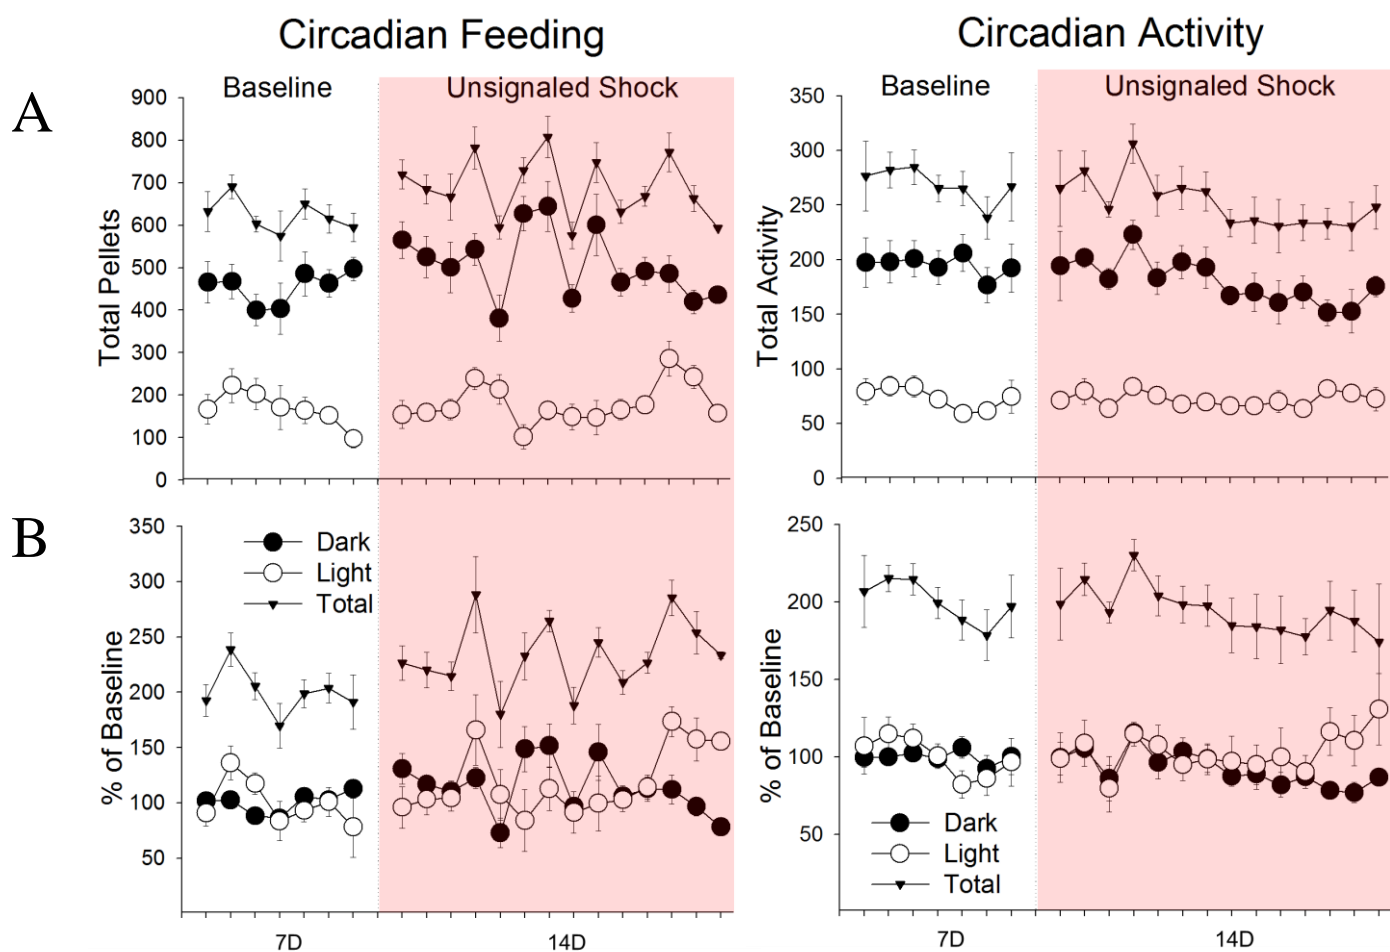 Circadian Feeding
Circadian Activity
A
Baseline
Unsignaled Shock
Total Pellets
900
800
700
600
500
400
300
200
100
0
Baseline
Unsignaled Shock
Total Activity
350
300
250
200
150
100
50
0
B
% of Baseline
350
300
250
200
150
100
50
Dark
Light
Total
7D
14D
% of Baseline
250
200
150
100
50
Dark
Light
Total
7D
14D